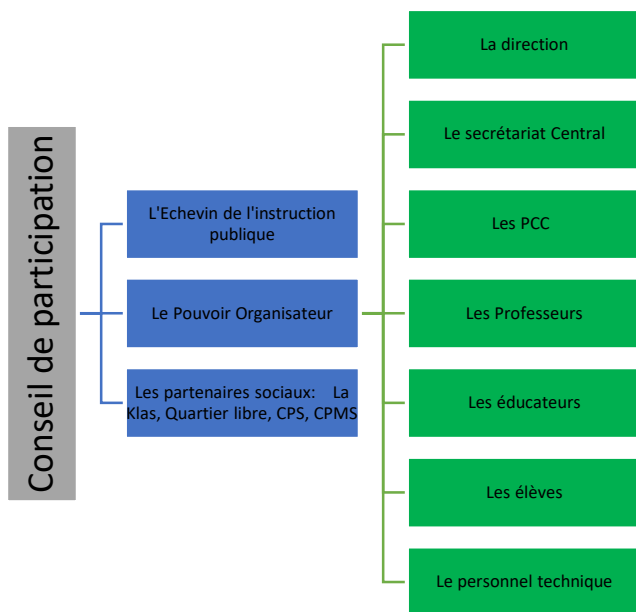 Conseil de participation
L'Echevin de l'instruction
publique
Le Pouvoir Organisateur
Les partenaires sociaux: La
Klas, Quartier libre, CPS, CPMS
La direction
Le secrétariat Central
Les PCC
Les Professeurs
Les éducateurs
Les élèves
Le personnel technique